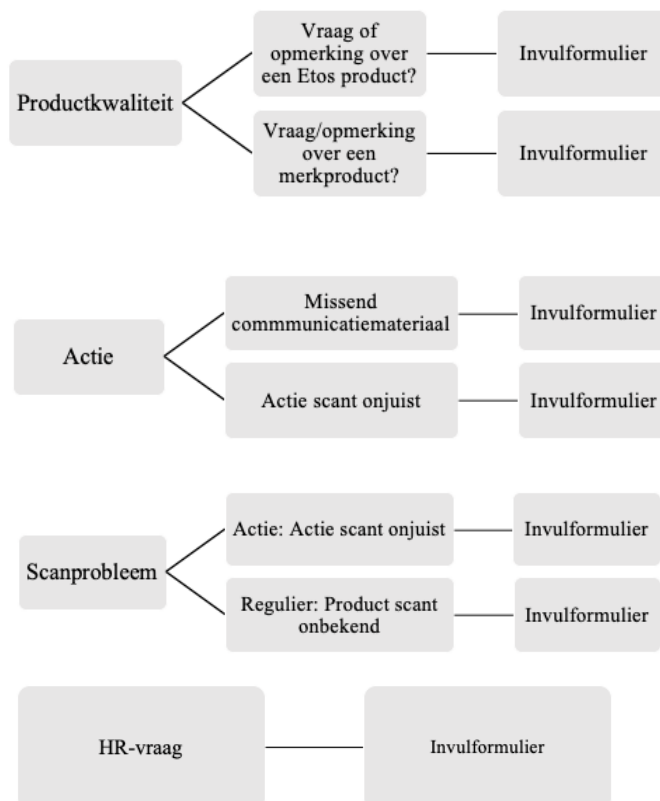 Productkwaliteit
Vraag of
opmerking over
een Etos product?
Invulformulier
Vraag/opmerking
over een
merkproduct?
Invulformulier
Actie
Missend
commmunicatiemateriaal
Invulformulier
Actie scant onjuist
Invulformulier
Scanprobleem
Actie: Actie scant onjuist
Invulformulier
Regulier: Product scant
onbekend
Invulformulier
HR-vraag
Invulformulier